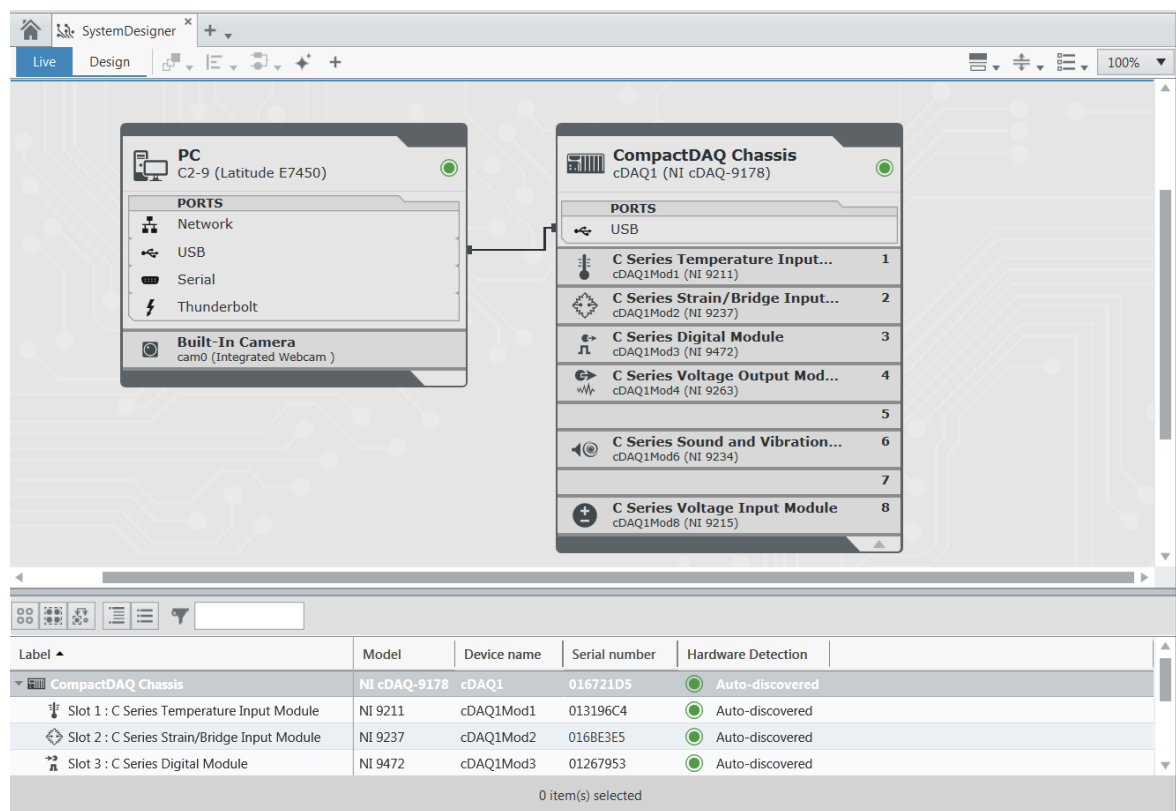 SystemDesigner
Live Design 100%
PC
C2-9 (Latitude E7450)
PORTS
Network
USB
Serial
Thunderbolt
Built-In Camera
cam0 (Integrated Webcam )
CompactDAQ Chassis
cDAQ1 (NI cDAQ-9178)
PORTS
USB
C Series Temperature Input... 1
cDAQ1Mod1 (NI 9211)
C Series Strain/Bridge Input... 2
cDAQ1Mod2 (NI 9237)
C Series Digital Module 3
cDAQ1Mod3 (NI 9472)
C Series Voltage Output Mod... 4
cDAQ1Mod4 (NI 9263)
5
C Series Sound and Vibration... 6
cDAQ1Mod6 (NI 9234)
7
C Series Voltage Input Module 8
cDAQ1Mod8 (NI 9215)
Label Model Device name Serial number Hardware Detection
CompactDAQ Chassis NI cDAQ-9178 cDAQ1 016721D5 Auto-discovered
Slot 1 : C Series Temperature Input Module NI 9211 cDAQ1Mod1 013196C4 Auto-discovered
Slot 2 : C Series Strain/Bridge Input Module NI 9237 cDAQ1Mod2 016BE3E5 Auto-discovered
Slot 3 : C Series Digital Module NI 9472 cDAQ1Mod3 01267953 Auto-discovered
0 item(s) selected